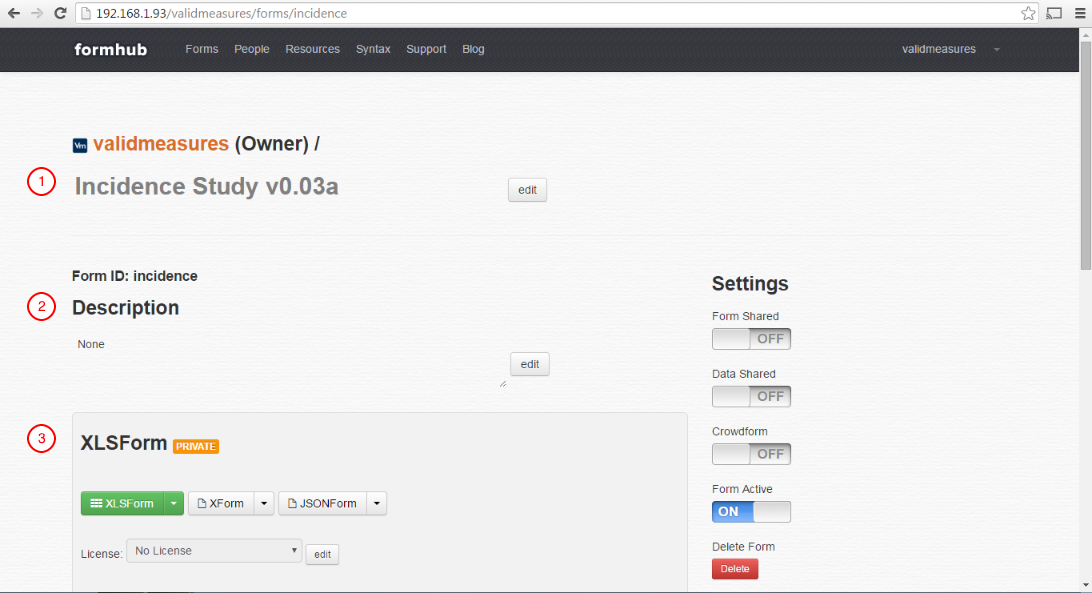 192.168.1.93/validmeasures/forms/incidence
formhub Forms People Resources Syntax Support Blog validmeasures
Vm validmeasures (Owner) /
1 Incidence Study v0.03a edit
Form ID: incidence
2 Description
None
edit
3 XLSForm PRIVATE
XLSForm XForm JSONForm
License: No License edit
Settings
Form Shared
OFF
Data Shared
OFF
Crowdform
OFF
Form Active
ON
Delete Form
Delete